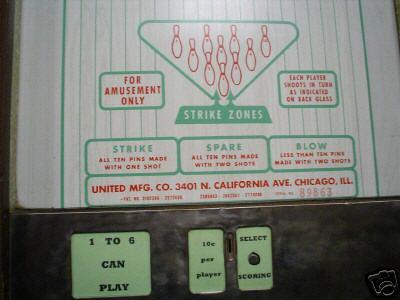 FOR
AMUSEMENT
ONLY
EACH PLAYER
SHOOTS IN TURN
AS INDICATED
ON BACK GLASS
STRIKE ZONES
STRIKE
ALL TEN PINS MADE
WITH ONE SHOT
SPARE
ALL TEN PINS MADE
WITH TWO SHOTS
BLOW
LESS THAN TEN PINS
MADE WITH TWO SHOTS
UNITED MFG. CO. 3401 N. CALIFORNIA AVE. CHICAGO, ILL.
SERIAL NO. 89863
1 TO 6
CAN
PLAY
10c
per
player
SELECT
SCORING